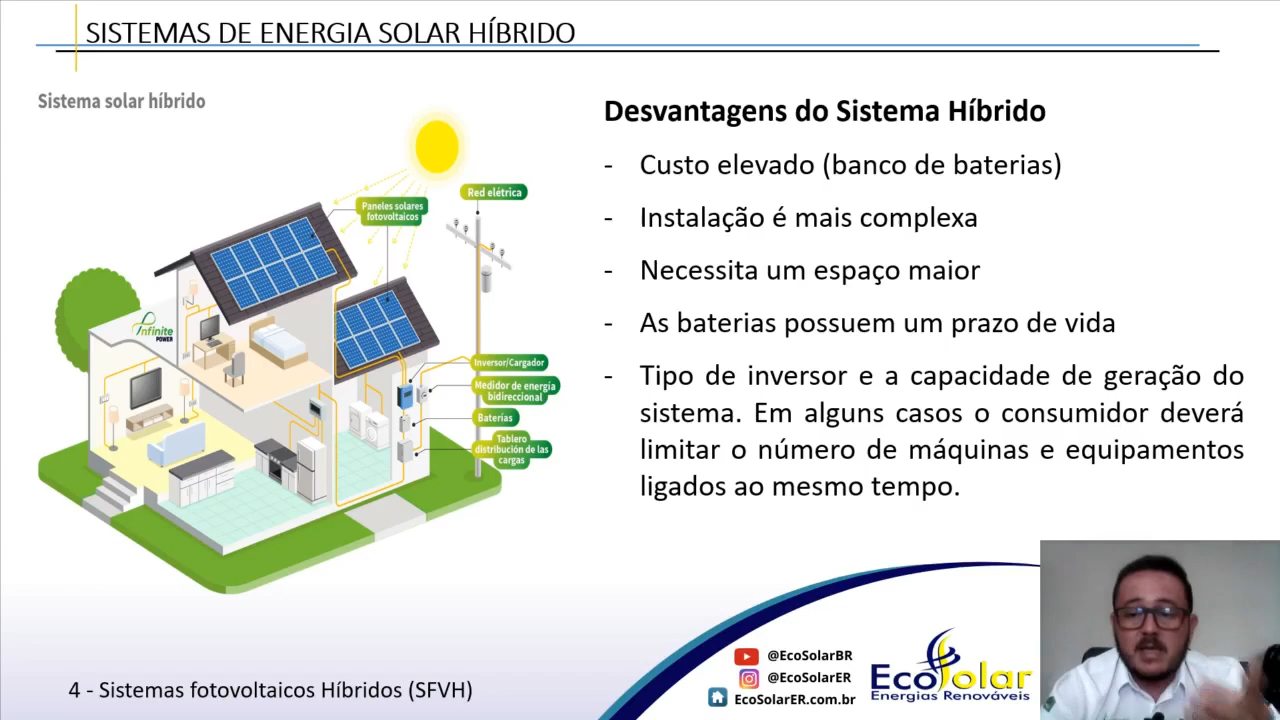 SISTEMAS DE ENERGIA SOLAR HÍBRIDO
Sistema solar híbrido
Red elétrica
Paneles solares
fotovoltaicos
Infinite
POWER
Inversor/Cargador
Medidor de energía
bidireccional
Baterías
Tablero
distribución de las
cargas
Desvantagens do Sistema Híbrido
- Custo elevado (banco de baterias)
- Instalação é mais complexa
- Necessita um espaço maior
- As baterias possuem um prazo de vida
- Tipo de inversor e a capacidade de geração do
sistema. Em alguns casos o consumidor deverá
limitar o número de máquinas e equipamentos
ligados ao mesmo tempo.
4 - Sistemas fotovoltaicos Híbridos (SFVH)
@EcoSolarBR
@EcoSolarER
EcoSolarER.com.br
EcoSolar
Energias Renováveis